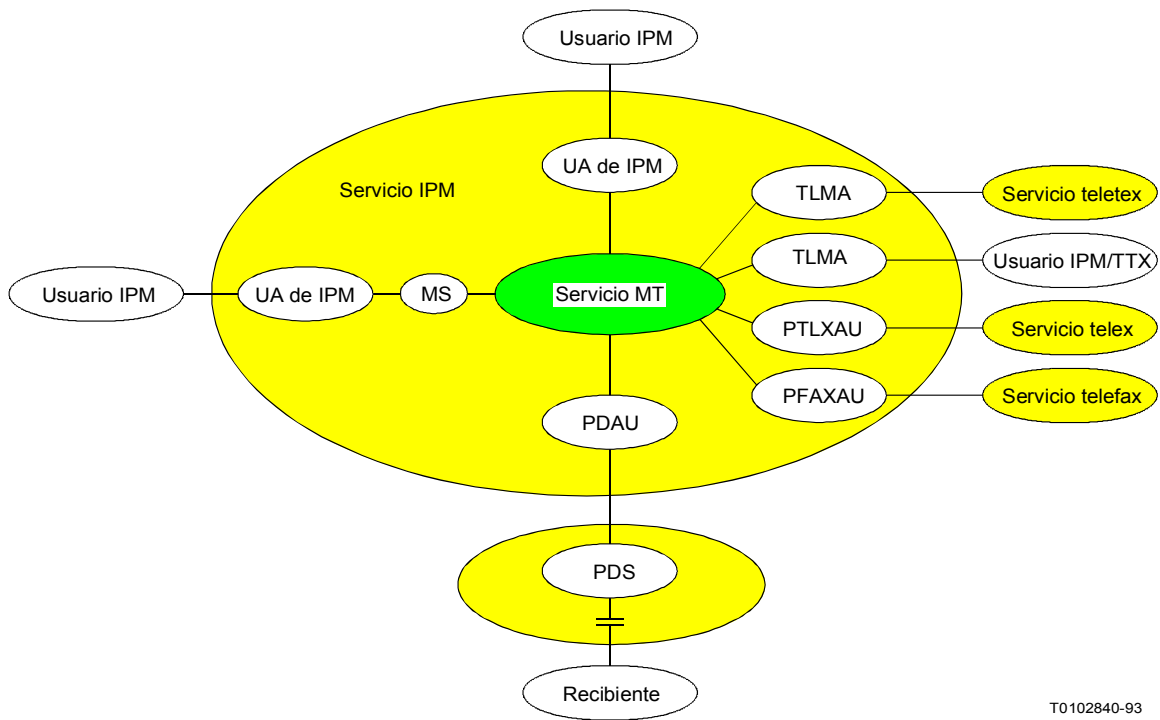 Usuario IPM
UA de IPM
Servicio IPM
TLMA
Servicio teletex
TLMA
Usuario IPM/TTX
Usuario IPM
UA de IPM
MS
Servicio MT
PTLXAU
Servicio telex
PFAXAU
Servicio telefax
PDAU
PDS
Recibiente
T0102840-93